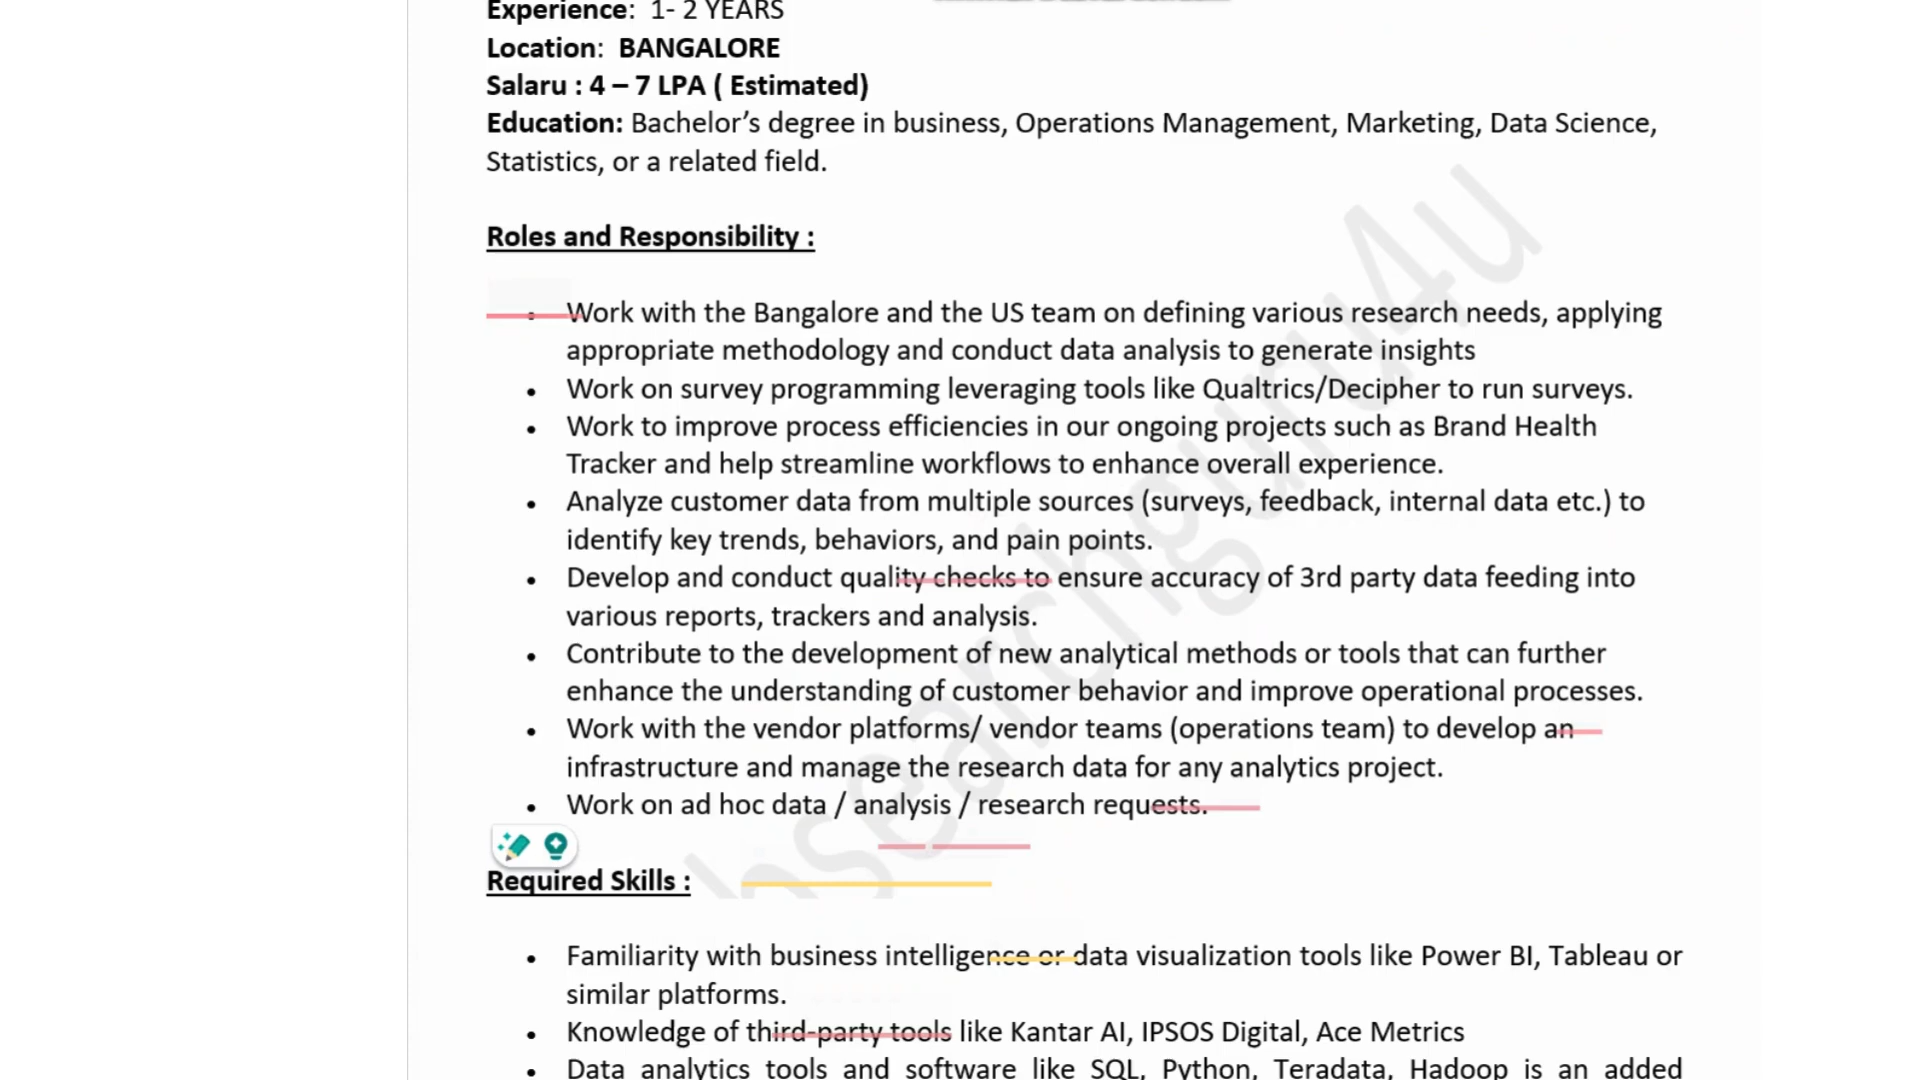 Experience:  1- 2 YEARS
Location:  BANGALORE
Salaru : 4 – 7 LPA ( Estimated)
Education: Bachelor’s degree in business, Operations Management, Marketing, Data Science,
Statistics, or a related field.
Roles and Responsibility :
• Work with the Bangalore and the US team on defining various research needs, applying
appropriate methodology and conduct data analysis to generate insights
• Work on survey programming leveraging tools like Qualtrics/Decipher to run surveys.
• Work to improve process efficiencies in our ongoing projects such as Brand Health
Tracker and help streamline workflows to enhance overall experience.
• Analyze customer data from multiple sources (surveys, feedback, internal data etc.) to
identify key trends, behaviors, and pain points.
• Develop and conduct quality checks to ensure accuracy of 3rd party data feeding into
various reports, trackers and analysis.
• Contribute to the development of new analytical methods or tools that can further
enhance the understanding of customer behavior and improve operational processes.
• Work with the vendor platforms/ vendor teams (operations team) to develop an
infrastructure and manage the research data for any analytics project.
• Work on ad hoc data / analysis / research requests.
Required Skills :
• Familiarity with business intelligence or data visualization tools like Power BI, Tableau or
similar platforms.
• Knowledge of third-party tools like Kantar AI, IPSOS Digital, Ace Metrics
• Data analytics tools and software like SQL, Python, Teradata, Hadoop is an added